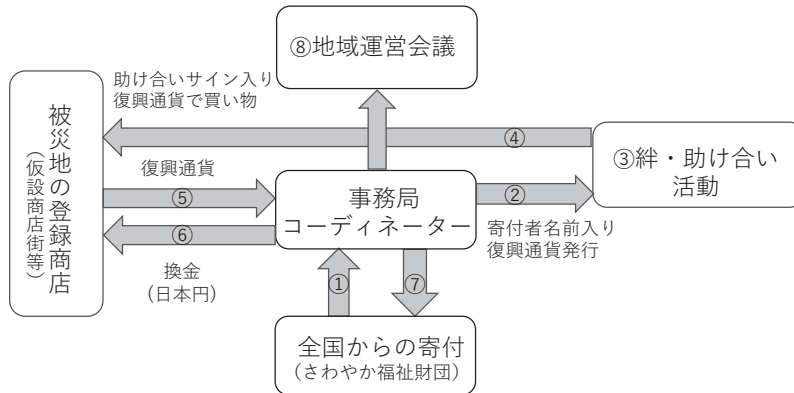 ⑧地域運営会議
助け合いサイン入り
復興通貨で買い物
④
被災地の登録商店
(仮設商店街等)
③絆・助け合い
活動
復興通貨
⑤
事務局
コーディネーター
②
⑥
寄付者名前入り
復興通貨発行
換金
(日本円)
①
⑦
全国からの寄付
(さわやか福祉財団)